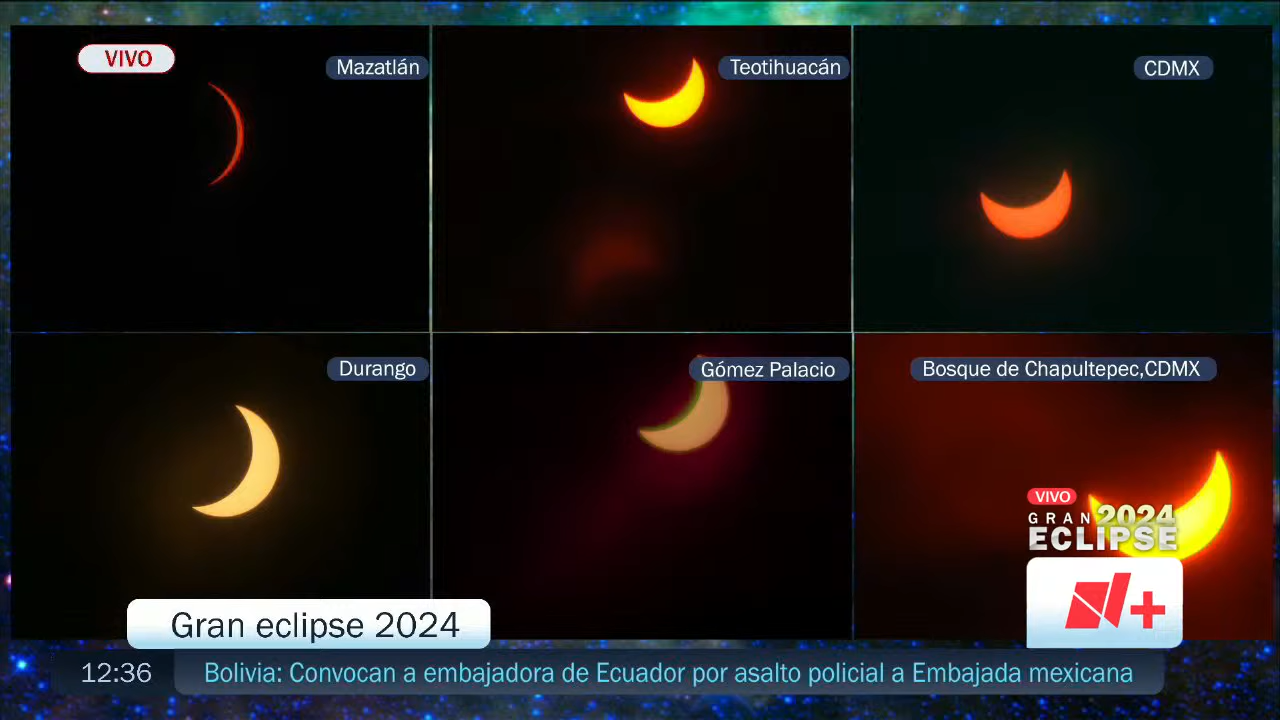 VIVO
Mazatlán
Teotihuacán
CDMX
Durango
Gómez Palacio
Bosque de Chapultepec,CDMX
VIVO
GRAN 2024
ECLIPSE
N+
Gran eclipse 2024
12:36
Bolivia: Convocan a embajadora de Ecuador por asalto policial a Embajada mexicana